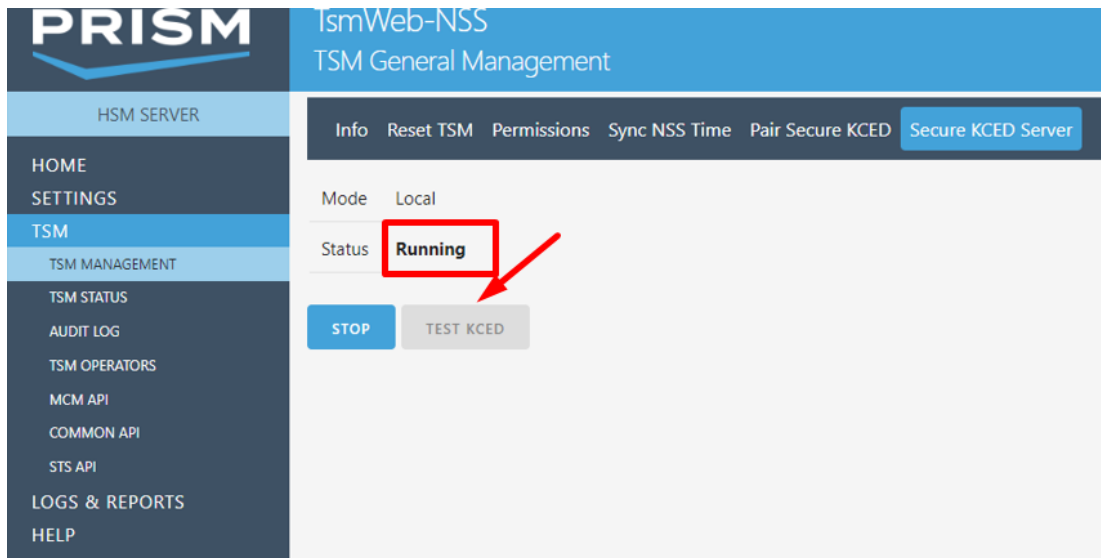 PRISM
TsmWeb-NSS
TSM General Management
HSM SERVER
Info Reset TSM Permissions Sync NSS Time Pair Secure KCED Secure KCED Server
HOME
SETTINGS
TSM
TSM MANAGEMENT
TSM STATUS
AUDIT LOG
TSM OPERATORS
MCM API
COMMON API
STS API
LOGS & REPORTS
HELP
Mode Local
Status Running
STOP TEST KCED